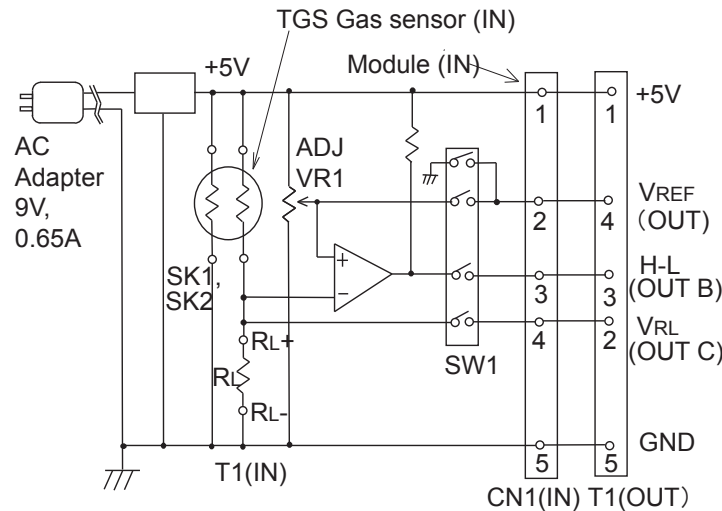 TGS Gas sensor (IN)
+5V
Module (IN)
AC
Adapter
9V,
0.65A
ADJ
VR1
+
−
SK1,
SK2
RL+
RL
RL-
SW1
T1(IN)
1
2
3
4
5
1
4
3
2
5
+5V
VREF
(OUT)
H-L
(OUT B)
VRL
(OUT C)
GND
CN1(IN)
T1(OUT)